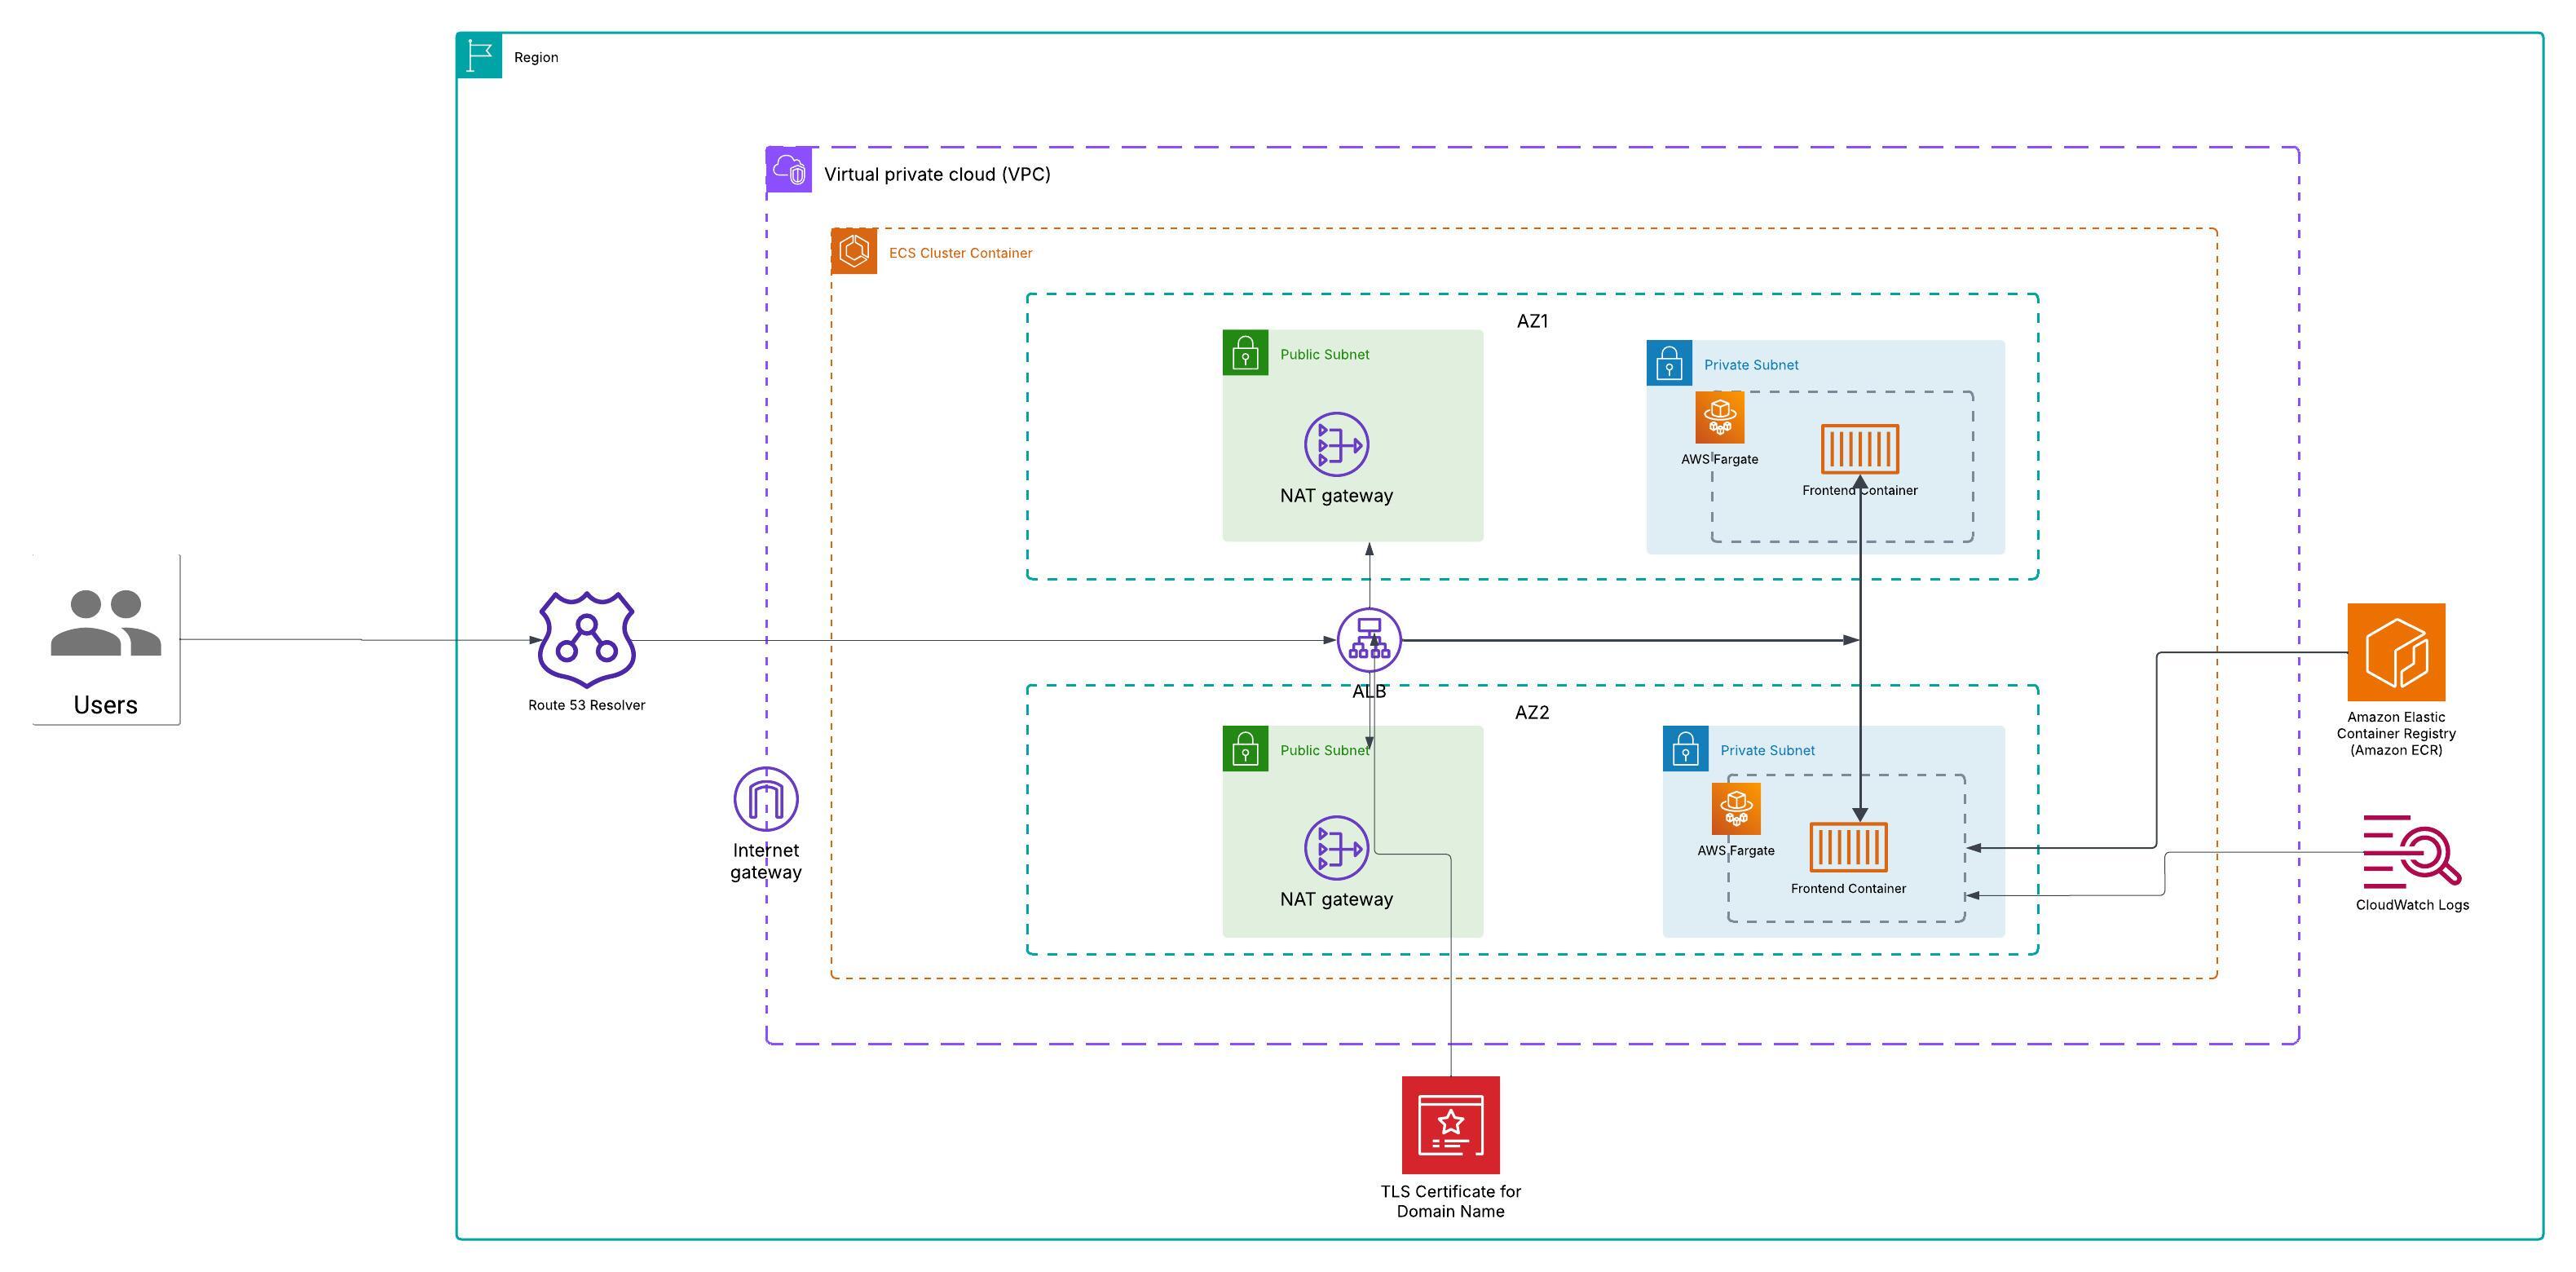 Region
Virtual private cloud (VPC)
ECS Cluster Container
AZ1
Public Subnet
NAT gateway
Private Subnet
AWS Fargate
Frontend Container
Users
Route 53 Resolver
ALB
AZ2
Public Subnet
NAT gateway
Private Subnet
AWS Fargate
Frontend Container
Internet
gateway
Amazon Elastic
Container Registry
(Amazon ECR)
CloudWatch Logs
TLS Certificate for
Domain Name